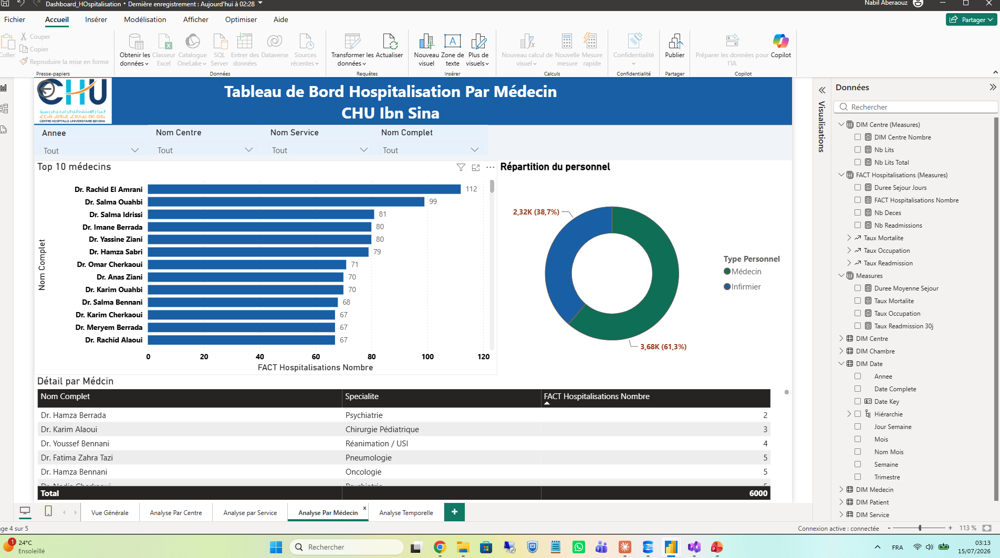 Dashboard_HOspitalisation • Dernière enregistrement : Aujourd'hui à 02:28
Nabil Aberaouz
Fichier Accueil Insérer Modélisation Afficher Optimiser Aide
Partager
Coller
Couper
Copier
Reproduire la mise en forme
Presse-papiers
Obtenir les données
Classeur Excel
Catalogue OneLake
SQL Server
Entrer des données
Dataverse
Sources récentes
Données
Transformer les données
Actualiser
Requêtes
Nouveau visuel
Zone de texte
Plus de visuels
Insérer
Nouveau calcul de visuel
Nouvelle mesure
Mesure rapide
Calculs
Confidentialité
Confidentialité
Publier
Partager
Préparer les données pour l'IA
Copilot
Copilot
CHU
المركز الاستشفائي الجامعي ابن سينا
CENTRE HOSPITALO-UNIVERSITAIRE IBN SINA
Tableau de Bord Hospitalisation Par Médecin
CHU Ibn Sina
Annee
Tout
Nom Centre
Tout
Nom Service
Tout
Nom Complet
Tout
Top 10 médecins
Nom Complet
Dr. Rachid El Amrani 112
Dr. Salma Ouahbi 99
Dr. Salma Idrissi 81
Dr. Imane Berrada 80
Dr. Yassine Ziani 80
Dr. Hamza Sabri 79
Dr. Omar Cherkaoui 71
Dr. Anas Ziani 70
Dr. Karim Ouahbi 70
Dr. Salma Bennani 68
Dr. Karim Cherkaoui 67
Dr. Meryem Berrada 67
Dr. Rachid Alaoui 67
0 20 40 60 80 100 120
FACT Hospitalisations Nombre
Répartition du personnel
2,32K (38,7%)
3,68K (61,3%)
Type Personnel
Médecin
Infirmier
Détail par Médcin
Nom Complet Specialite FACT Hospitalisations Nombre
Dr. Hamza Berrada Psychiatrie 2
Dr. Karim Alaoui Chirurgie Pédiatrique 3
Dr. Youssef Bennani Réanimation / USI 4
Dr. Fatima Zahra Tazi Pneumologie 5
Dr. Hamza Bennani Oncologie 5
Dr. Nadia Cherkaoui Psychiatrie 5
Total 6000
Visualisations
Données
Rechercher
DIM Centre (Measures)
DIM Centre Nombre
Nb Lits
Nb Lits Total
FACT Hospitalisations (Measures)
Duree Sejour Jours
FACT Hospitalisations Nombre
Nb Deces
Nb Readmissions
Taux Mortalite
Taux Occupation
Taux Readmission
Measures
Duree Moyenne Sejour
Taux Mortalite
Taux Occupation
Taux Readmission 30j
DIM Centre
DIM Chambre
DIM Date
Annee
Date Complete
Date Key
Hiérarchie
Jour Semaine
Mois
Nom Mois
Semaine
Trimestre
DIM Medecin
DIM Patient
DIM Service
Vue Générale Analyse Par Centre Analyse par Service Analyse Par Médecin x Analyse Temporelle +
ge 4 sur 5
Connexion active : connectée - + 113 %
1
24°C
Ensoleillé
Rechercher
FRA
03:13
15/07/2026